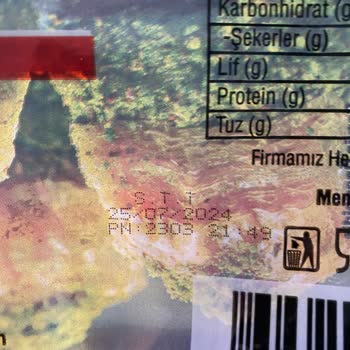 Karbonhidrat (g
-Şekerler (g)
Lif (g)
Protein (g)
Tuz (g)
Firmamız He
Men
S.T.T
25/07/2024
PN:2303 21:49